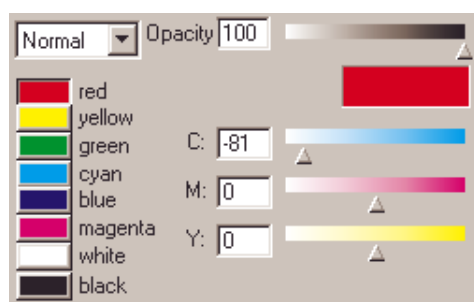 Normal Opacity 100
red
yellow
green C: -81
cyan
blue M: 0
magenta
white Y: 0
black